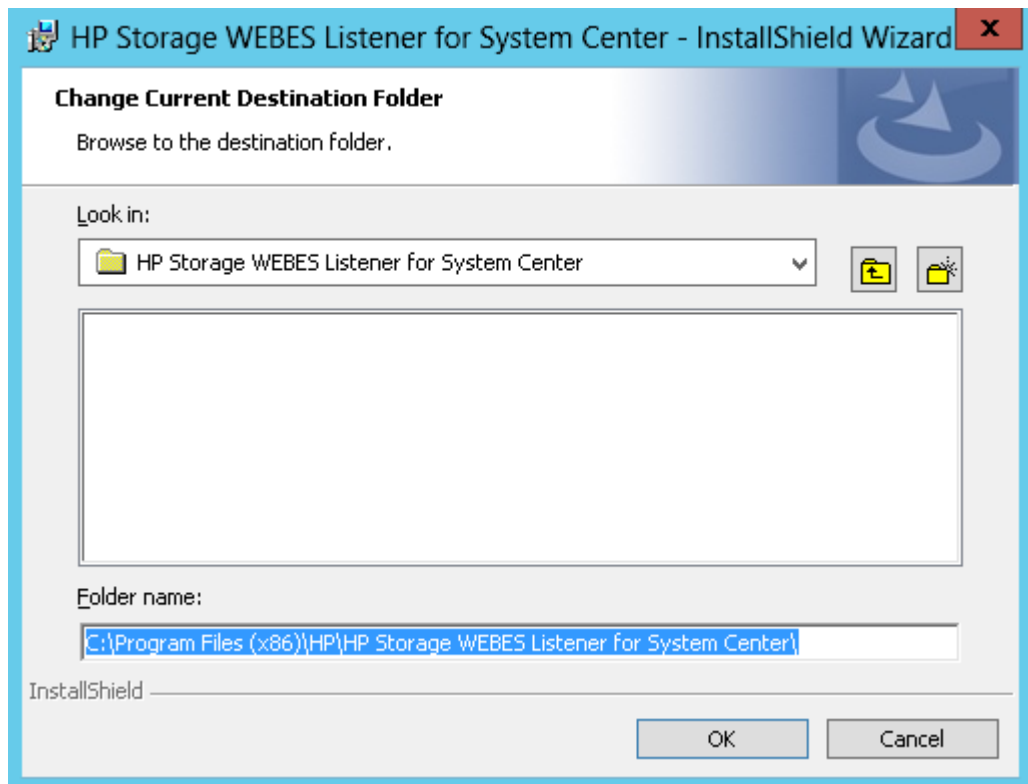 HP Storage WEBES Listener for System Center - InstallShield Wizard
x
Change Current Destination Folder
Browse to the destination folder.
Look in:
HP Storage WEBES Listener for System Center
Folder name:
C:\Program Files (x86)\HP\HP Storage WEBES Listener for System Center\
InstallShield
OK Cancel